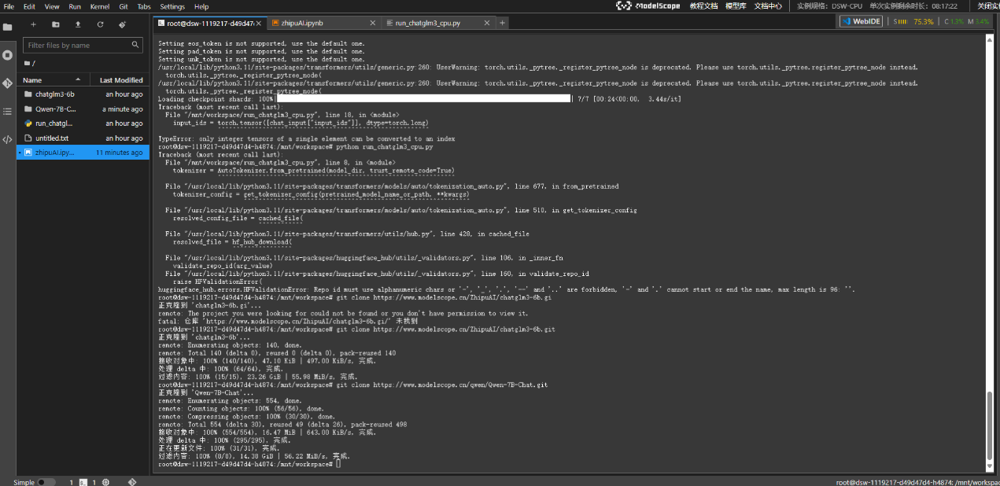 File Edit View Run Kernel Git Tabs Settings Help
ModelScope 教程文档 模型库 文档中心 实例规格：DSW-CPU 单次实例剩余时长：08:17:22 关闭实
root@dsw-1119217-d49d47 zhipuAI.ipynb run_chatglm3_cpu.py
WebIDE S 75.3% C 1.3% M 3.4%
Filter files by name
/
Name Last Modified
chatglm3-6b an hour ago
Qwen-7B-C... a minute ago
run_chatgl... an hour ago
untitled.txt an hour ago
zhipuAI.ipy... 11 minutes ago
Setting eos_token is not supported, use the default one.
Setting pad_token is not supported, use the default one.
Setting unk_token is not supported, use the default one.
/usr/local/lib/python3.11/site-packages/transformers/utils/generic.py:260: UserWarning: torch.utils._pytree._register_pytree_node is deprecated. Please use torch.utils._pytree.register_pytree_node instead.
torch.utils._pytree._register_pytree_node(
/usr/local/lib/python3.11/site-packages/transformers/utils/generic.py:260: UserWarning: torch.utils._pytree._register_pytree_node is deprecated. Please use torch.utils._pytree.register_pytree_node instead.
torch.utils._pytree._register_pytree_node(
Loading checkpoint shards: 100%| | 7/7 [00:24<00:00, 3.44s/it]
Traceback (most recent call last):
File "/mnt/workspace/run_chatglm3_cpu.py", line 18, in <module>
input_ids = torch.tensor([chat_input["input_ids"]], dtype=torch.long)
TypeError: only integer tensors of a single element can be converted to an index
root@dsw-1119217-d49d47d4-h4874:/mnt/workspace# python run_chatglm3_cpu.py
Traceback (most recent call last):
File "/mnt/workspace/run_chatglm3_cpu.py", line 8, in <module>
tokenizer = AutoTokenizer.from_pretrained(model_dir, trust_remote_code=True)
File "/usr/local/lib/python3.11/site-packages/transformers/models/auto/tokenization_auto.py", line 677, in from_pretrained
tokenizer_config = get_tokenizer_config(pretrained_model_name_or_path, **kwargs)
File "/usr/local/lib/python3.11/site-packages/transformers/models/auto/tokenization_auto.py", line 510, in get_tokenizer_config
resolved_config_file = cached_file(
File "/usr/local/lib/python3.11/site-packages/transformers/utils/hub.py", line 428, in cached_file
resolved_file = hf_hub_download(
File "/usr/local/lib/python3.11/site-packages/huggingface_hub/utils/_validators.py", line 106, in _inner_fn
validate_repo_id(arg_value)
File "/usr/local/lib/python3.11/site-packages/huggingface_hub/utils/_validators.py", line 160, in validate_repo_id
raise HFValidationError(
huggingface_hub.errors.HFValidationError: Repo id must use alphanumeric chars or '-', '_', '.', '--' and '..' are forbidden, '-' and '.' cannot start or end the name, max length is 96: ''.
root@dsw-1119217-d49d47d4-h4874:/mnt/workspace# git clone https://www.modelscope.cn/ZhipuAI/chatglm3-6b.gi
正克隆到 'chatglm3-6b.gi'...
remote: The project you were looking for could not be found or you don't have permission to view it.
fatal: 仓库 'https://www.modelscope.cn/ZhipuAI/chatglm3-6b.gi/' 未找到
root@dsw-1119217-d49d47d4-h4874:/mnt/workspace# git clone https://www.modelscope.cn/ZhipuAI/chatglm3-6b.git
正克隆到 'chatglm3-6b'...
remote: Enumerating objects: 140, done.
remote: Total 140 (delta 0), reused 0 (delta 0), pack-reused 140
接收对象中: 100% (140/140), 47.10 KiB | 497.00 KiB/s, 完成.
处理 delta 中: 100% (64/64), 完成.
过滤内容: 100% (15/15), 23.26 GiB | 55.98 MiB/s, 完成.
root@dsw-1119217-d49d47d4-h4874:/mnt/workspace# git clone https://www.modelscope.cn/qwen/Qwen-7B-Chat.git
正克隆到 'Qwen-7B-Chat'...
remote: Enumerating objects: 554, done.
remote: Counting objects: 100% (56/56), done.
remote: Compressing objects: 100% (30/30), done.
remote: Total 554 (delta 30), reused 49 (delta 26), pack-reused 498
接收对象中: 100% (554/554), 16.47 MiB | 643.00 KiB/s, 完成.
处理 delta 中: 100% (295/295), 完成.
正在更新文件: 100% (31/31), 完成.
过滤内容: 100% (8/8), 14.38 GiB | 56.22 MiB/s, 完成.
root@dsw-1119217-d49d47d4-h4874:/mnt/workspace#
Simple 1 1 root@dsw-1119217-d49d47d4-h4874: /mnt/workspac